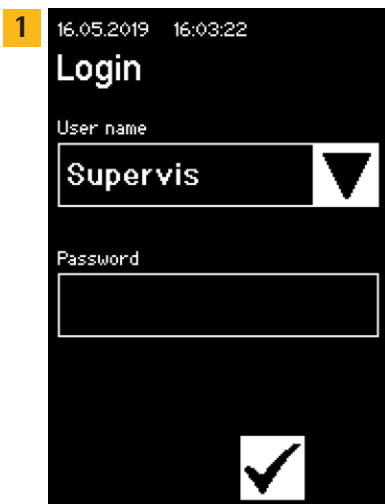 1
16.05.2019 16:03:22
Login
User name
Supervis
Password